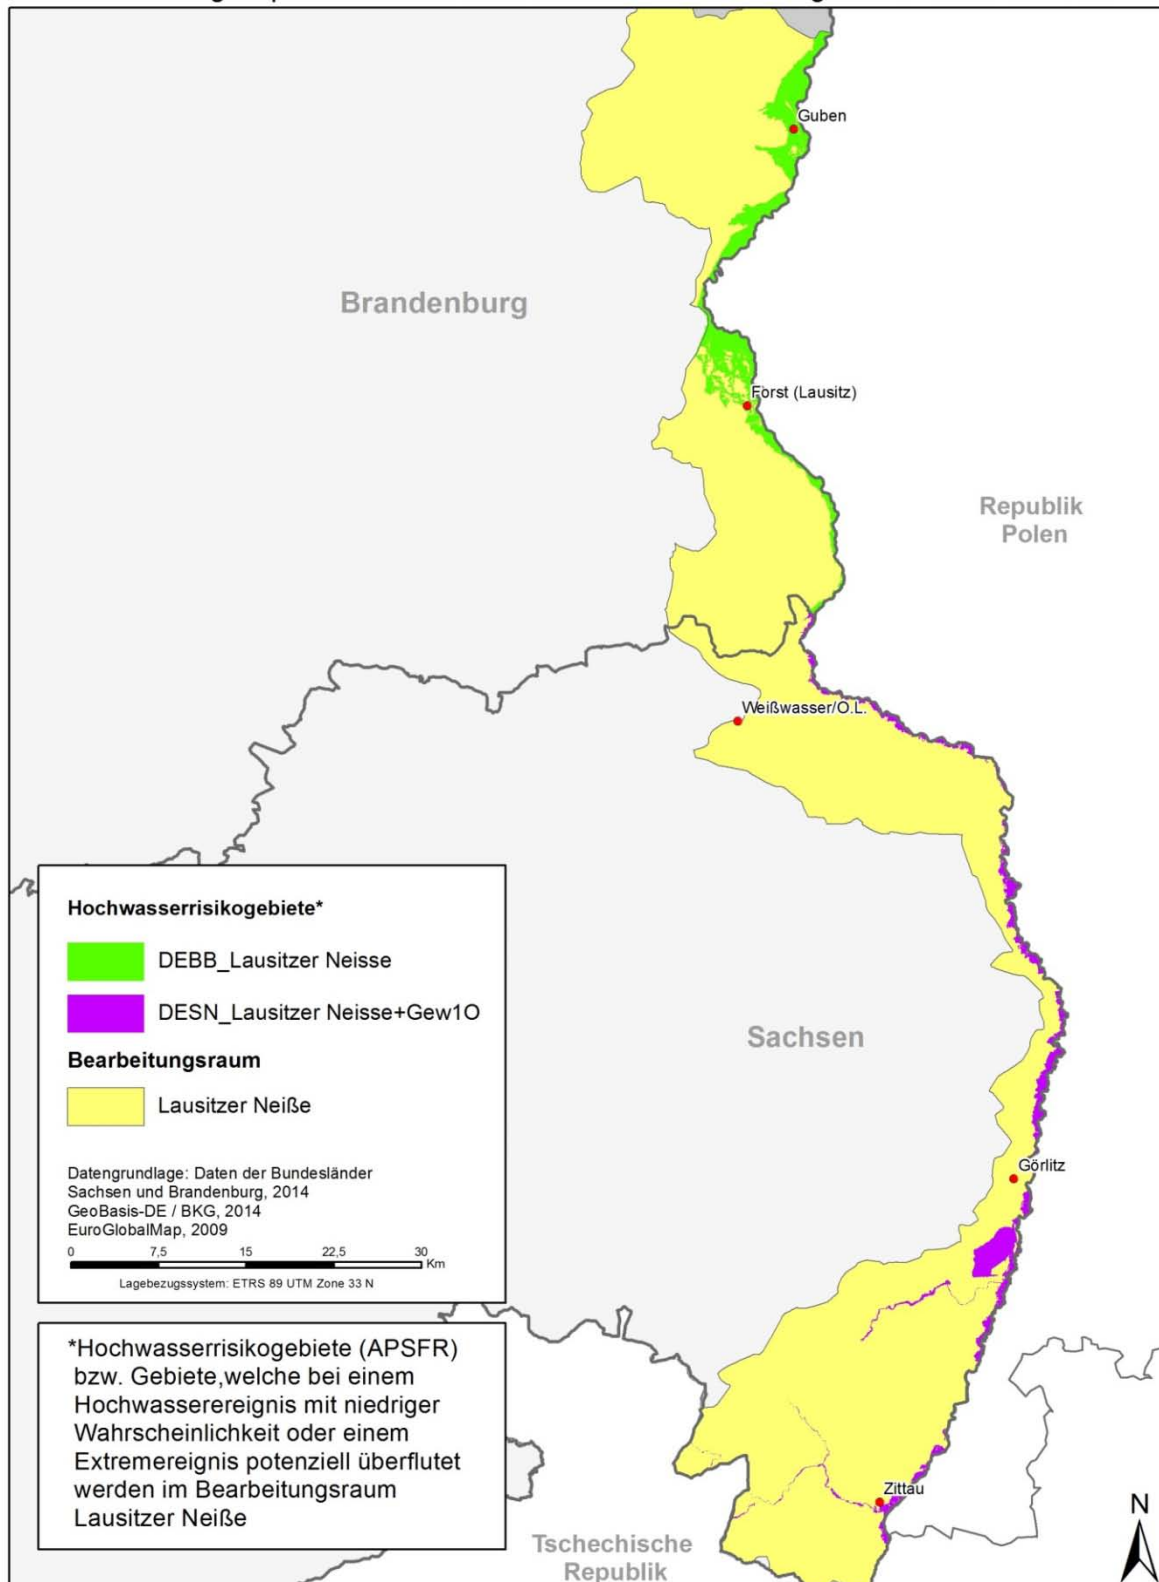 Guben
Brandenburg
Forst (Lausitz)
Republik
Polen
Weißwasser/O.L.
Hochwasserrisikogebiete*
DEBB_Lausitzer Neisse
DESN_Lausitzer Neisse+Gew1O
Bearbeitungsraum
Lausitzer Neiße
Datengrundlage: Daten der Bundesländer
Sachsen und Brandenburg, 2014
GeoBasis-DE / BKG, 2014
EuroGlobalMap, 2009
0 7,5 15 22,5 30
Km
Lagebezugssystem: ETRS 89 UTM Zone 33 N
Sachsen
Görlitz
*Hochwasserrisikogebiete (APSFR)
bzw. Gebiete,welche bei einem
Hochwasserereignis mit niedriger
Wahrscheinlichkeit oder einem
Extremereignis potenziell überflutet
werden im Bearbeitungsraum
Lausitzer Neiße
Zittau
Tschechische
Republik
N